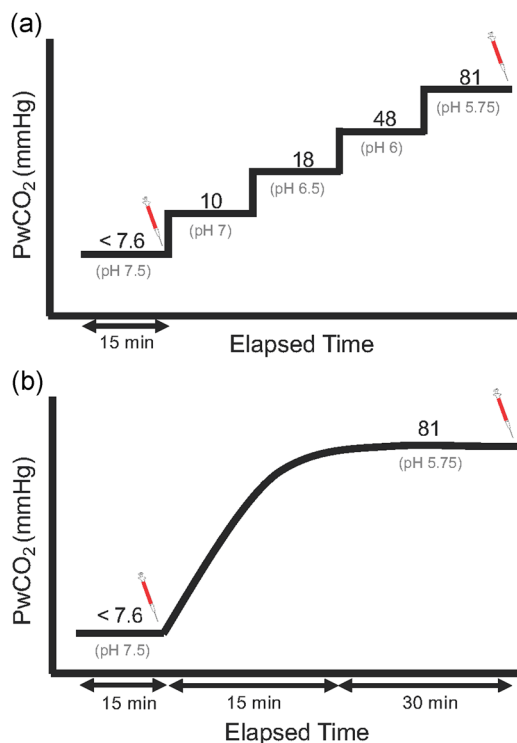 (a)
PwCO₂ (mmHg)
81
(pH 5.75)
48
(pH 6)
18
(pH 6.5)
10
(pH 7)
< 7.6
(pH 7.5)
15 min
Elapsed Time
(b)
PwCO₂ (mmHg)
81
(pH 5.75)
< 7.6
(pH 7.5)
15 min
15 min
30 min
Elapsed Time